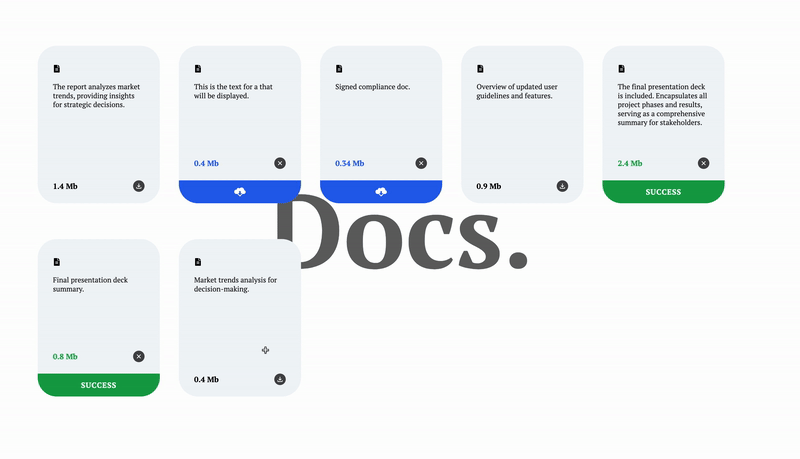 The report analyzes market
trends, providing insights
for strategic decisions.
1.4 Mb
This is the text for a that
will be displayed.
0.4 Mb
Signed compliance doc.
0.34 Mb
Overview of updated user
guidelines and features.
0.9 Mb
The final presentation deck
is included. Encapsulates all
project phases and results,
serving as a comprehensive
summary for stakeholders.
2.4 Mb
SUCCESS
Docs.
Final presentation deck
summary.
0.8 Mb
SUCCESS
Market trends analysis for
decision-making.
0.4 Mb